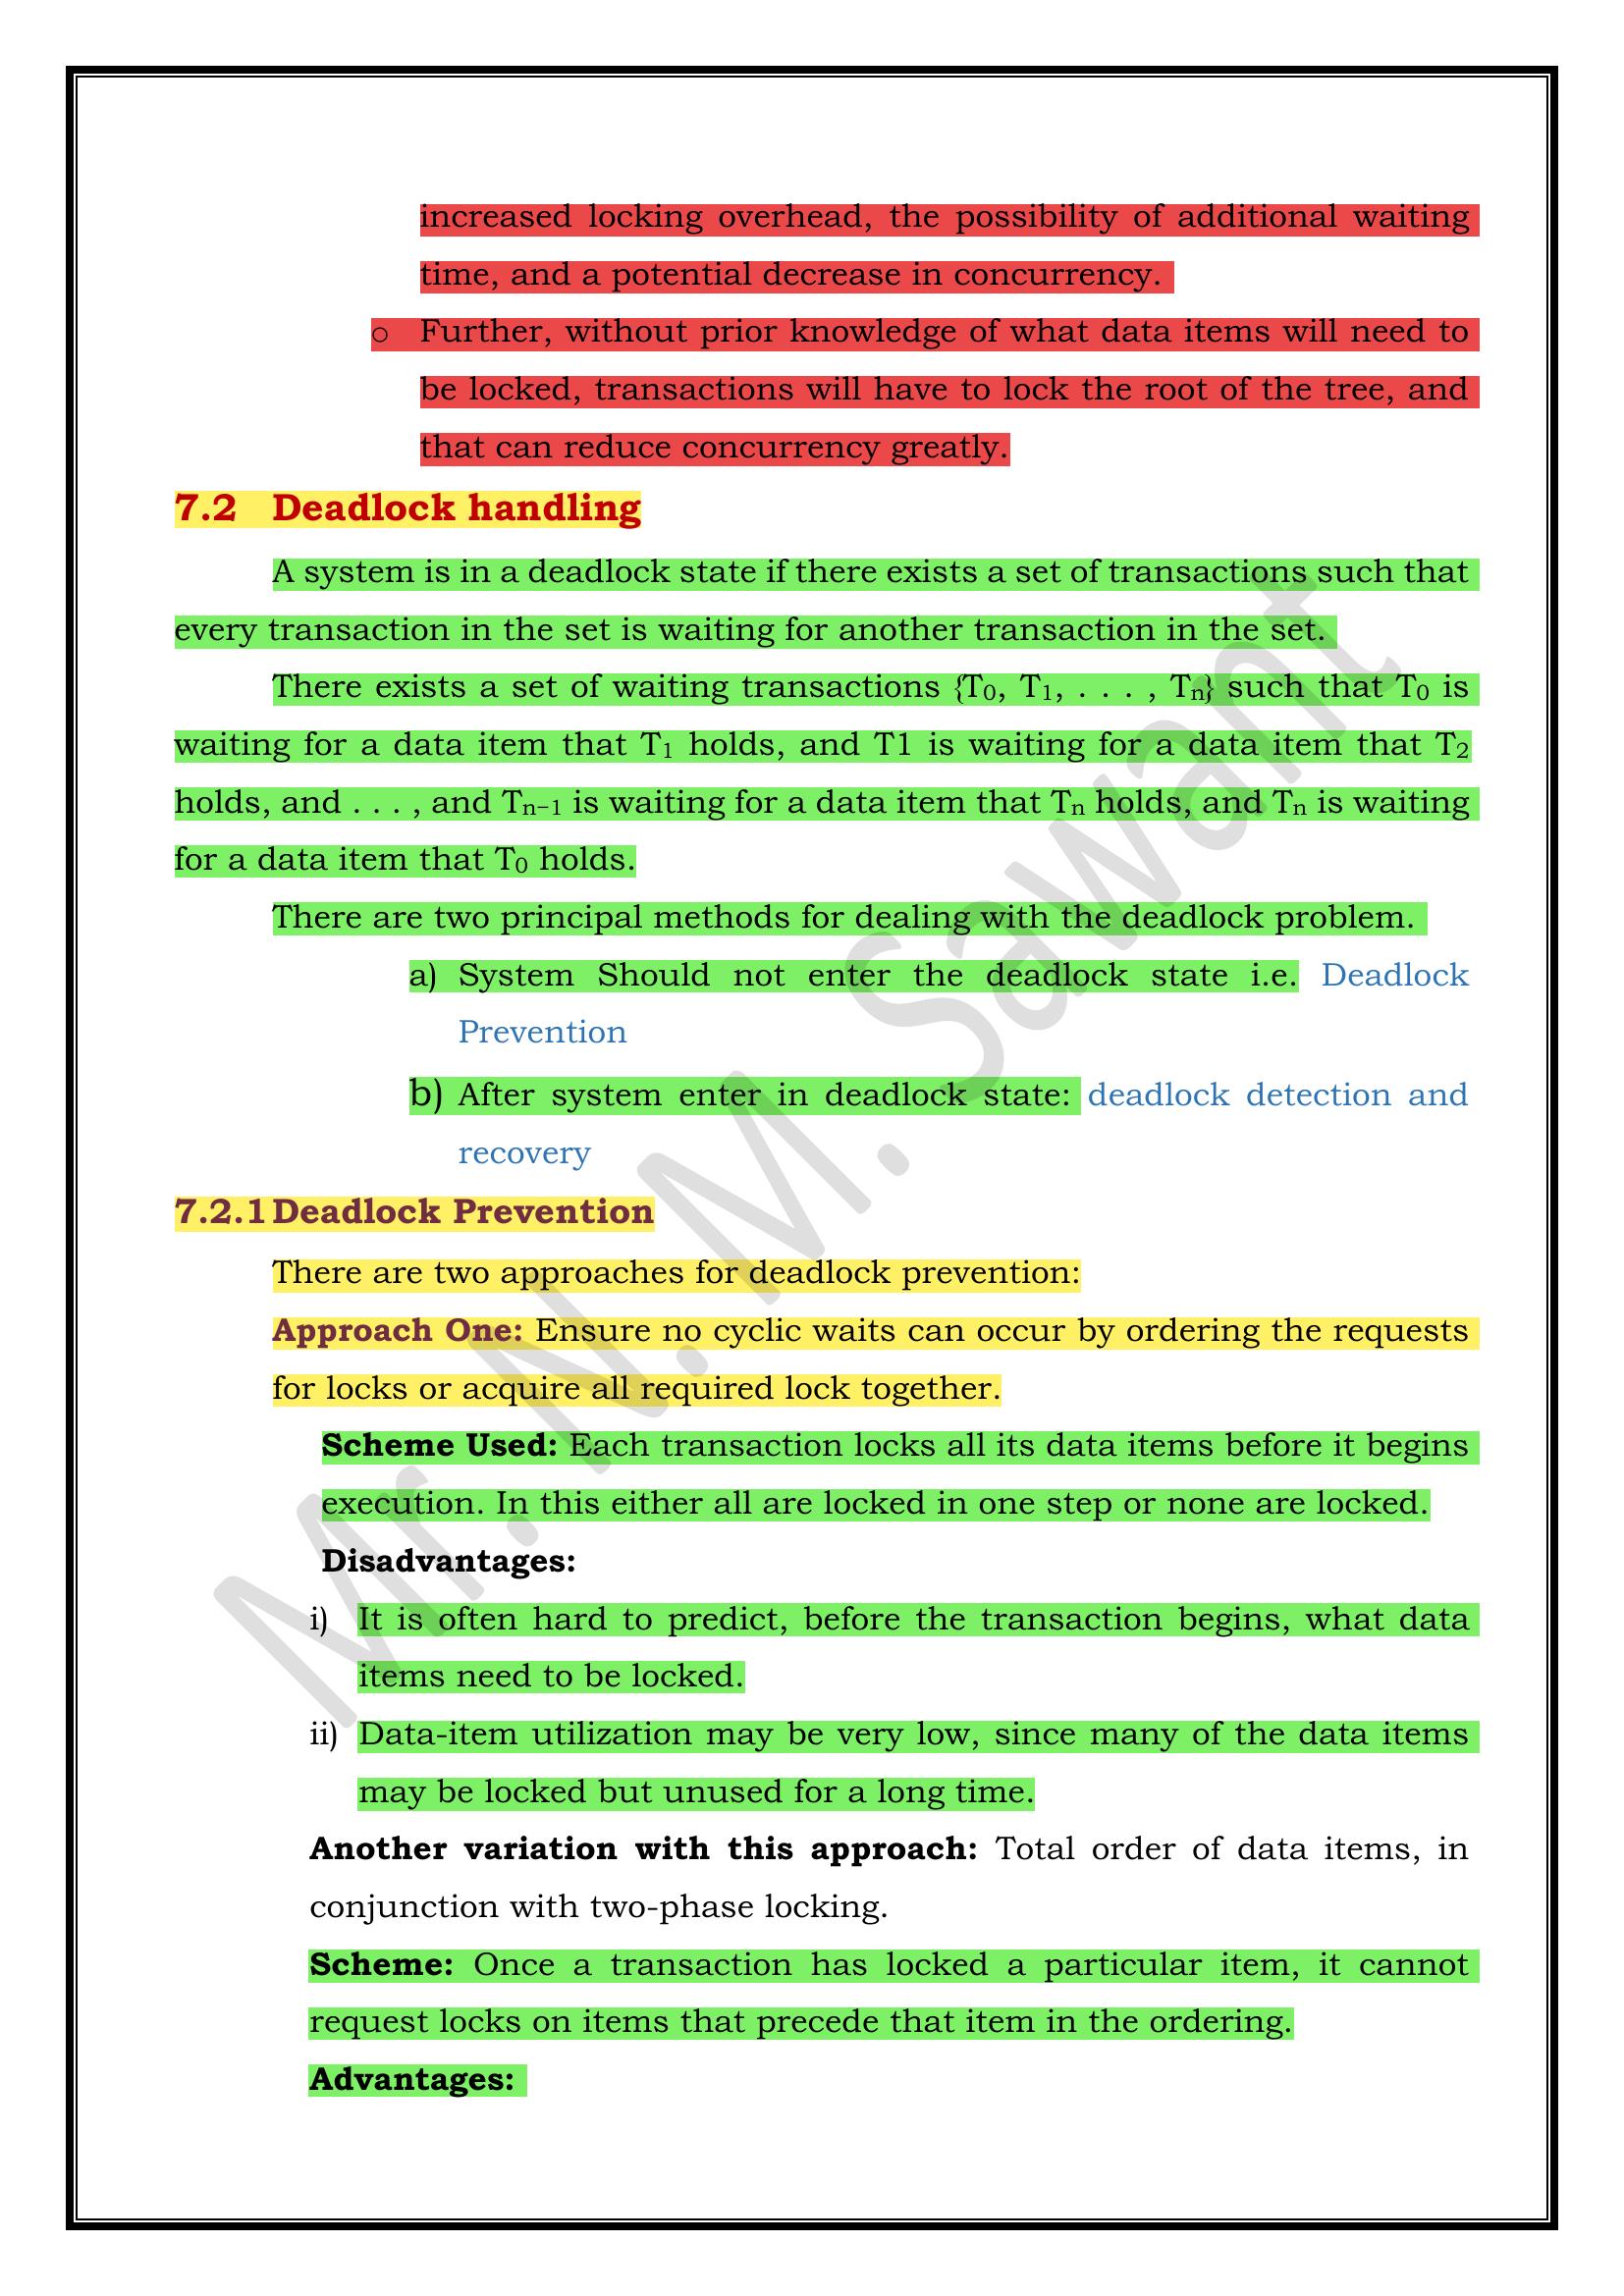 increased locking overhead, the possibility of additional waiting
time, and a potential decrease in concurrency.
o Further, without prior knowledge of what data items will need to
be locked, transactions will have to lock the root of the tree, and
that can reduce concurrency greatly.
7.2 Deadlock handling
A system is in a deadlock state if there exists a set of transactions such that
every transaction in the set is waiting for another transaction in the set.
There exists a set of waiting transactions {T₀, T₁, . . . , Tₙ} such that T₀ is
waiting for a data item that T₁ holds, and T1 is waiting for a data item that T₂
holds, and . . . , and Tₙ₋₁ is waiting for a data item that Tₙ holds, and Tₙ is waiting
for a data item that T₀ holds.
There are two principal methods for dealing with the deadlock problem.
a) System Should not enter the deadlock state i.e. Deadlock
Prevention
b) After system enter in deadlock state: deadlock detection and
recovery
7.2.1 Deadlock Prevention
There are two approaches for deadlock prevention:
Approach One: Ensure no cyclic waits can occur by ordering the requests
for locks or acquire all required lock together.
Scheme Used: Each transaction locks all its data items before it begins
execution. In this either all are locked in one step or none are locked.
Disadvantages:
i) It is often hard to predict, before the transaction begins, what data
items need to be locked.
ii) Data-item utilization may be very low, since many of the data items
may be locked but unused for a long time.
Another variation with this approach: Total order of data items, in
conjunction with two-phase locking.
Scheme: Once a transaction has locked a particular item, it cannot
request locks on items that precede that item in the ordering.
Advantages:
Mr. N. M. Sawant